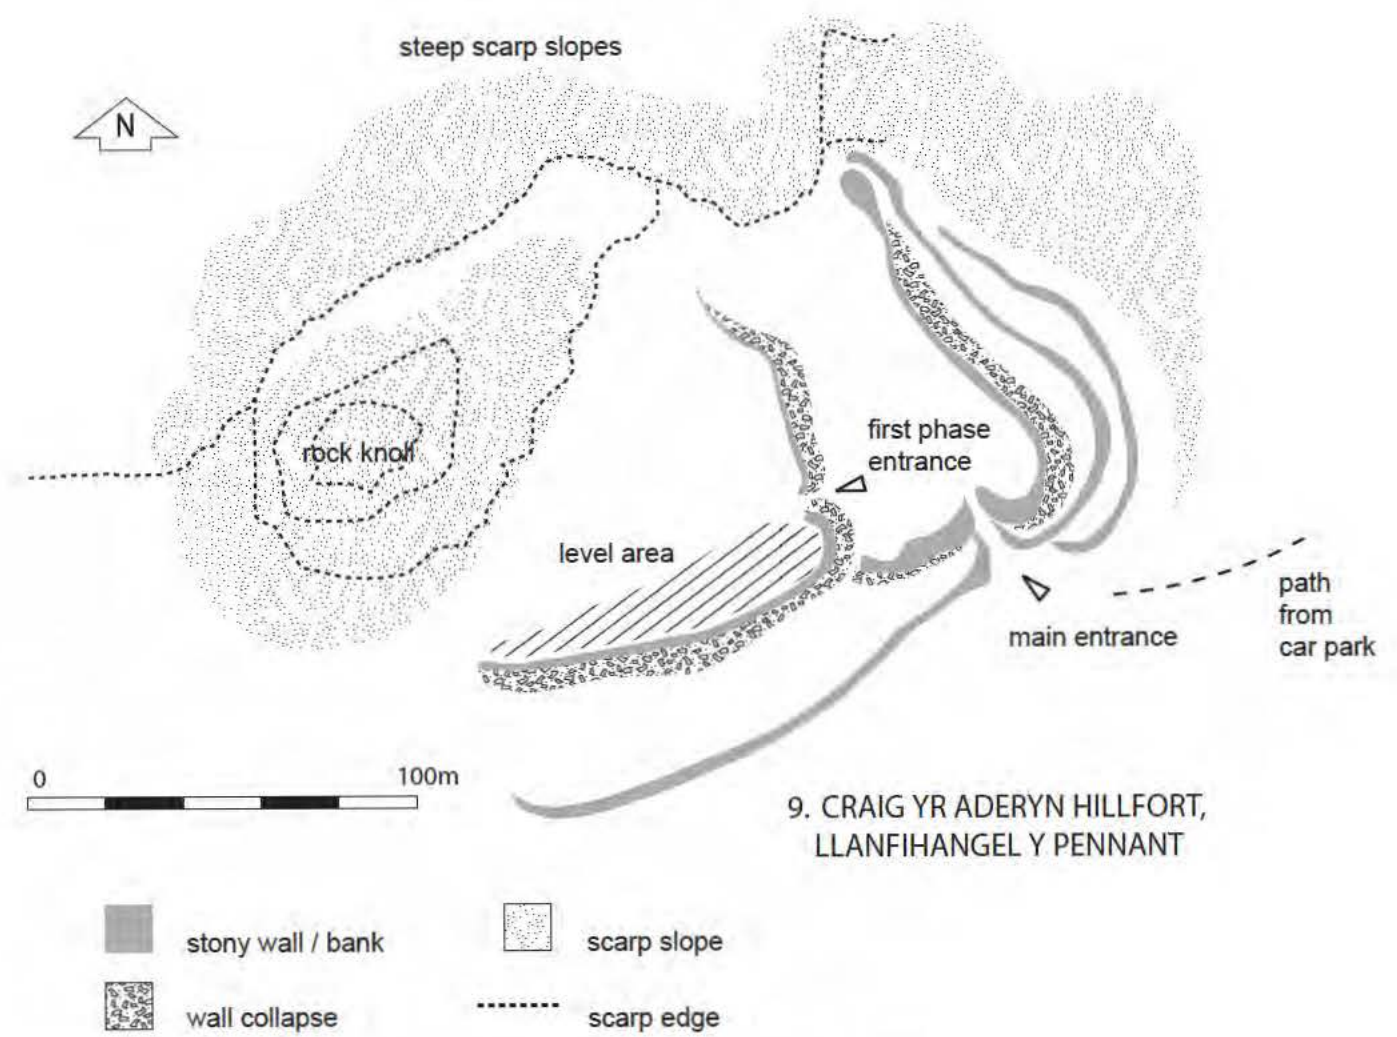 steep scarp slopes
N
rock knoll
first phase
entrance
level area
main entrance
path
from
car park
0
100m
9. CRAIG YR ADERYN HILLFORT,
LLANFIHANGEL Y PENNANT
stony wall / bank
scarp slope
wall collapse
scarp edge